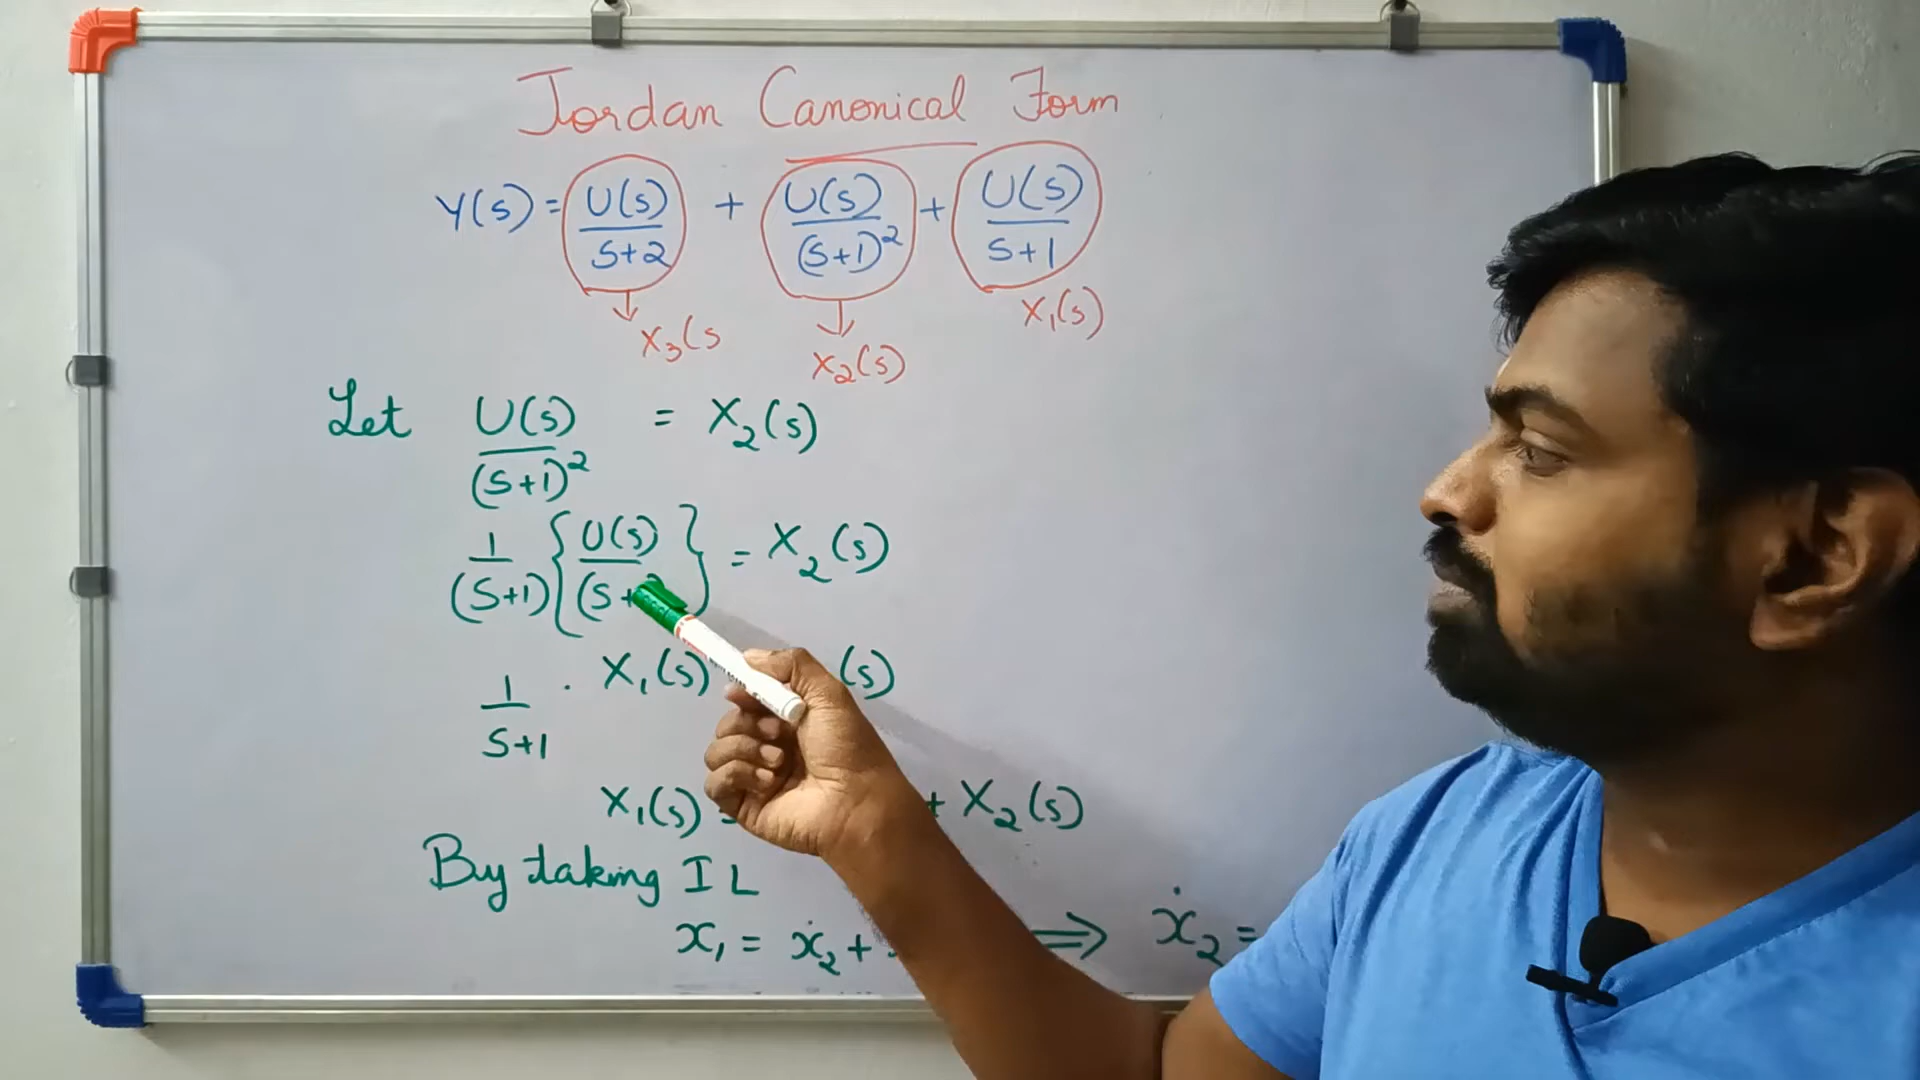 Jordan Canonical Form
Y(s) = U(s)/(s+2) + U(s)/(s+1)² + U(s)/(s+1)
X₃(s
X₂(s)
X₁(s)
Let U(s)/(s+1)² = X₂(s)
1/(s+1) { U(s)/(s+ } = X₂(s)
1/(s+1) · X₁(s) (s)
X₁(s) = + X₂(s)
By taking IL
x₁ = ẋ₂ + ⇒ ẋ₂ =